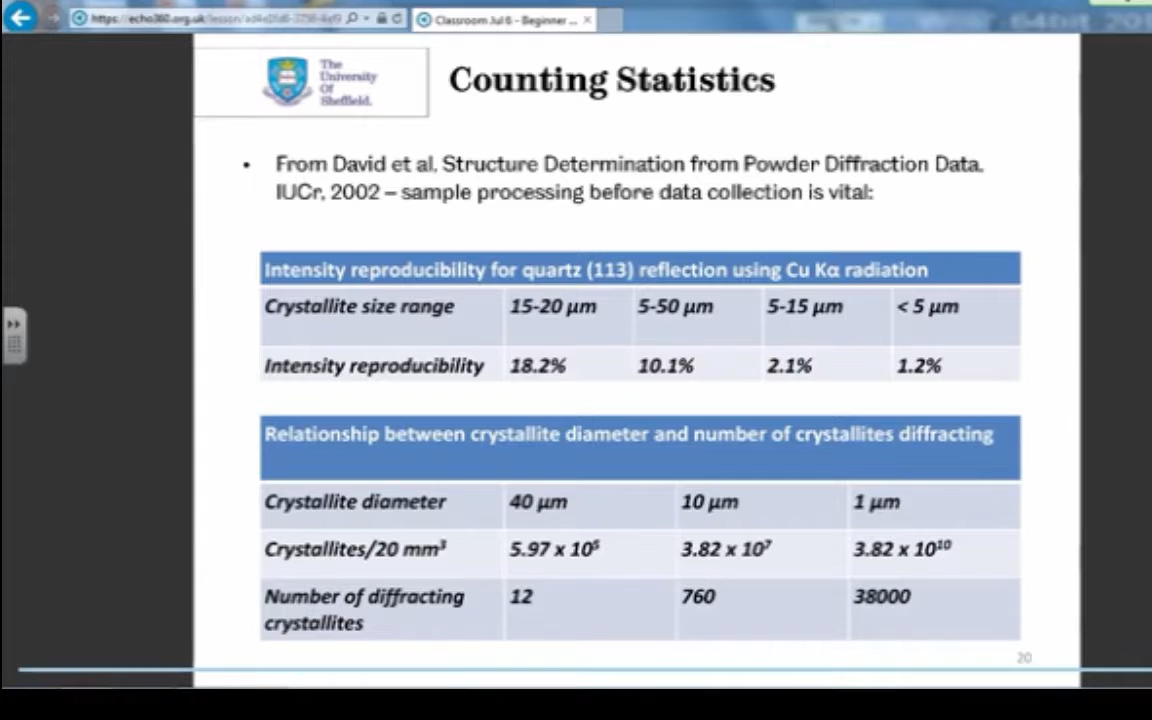 Classroom Jul 6 - Beginner ...
The
University
Of
Sheffield.
Counting Statistics
• From David et al, Structure Determination from Powder Diffraction Data,
IUCr, 2002 – sample processing before data collection is vital:
Intensity reproducibility for quartz (113) reflection using Cu Kα radiation
Crystallite size range 15-20 μm 5-50 μm 5-15 μm < 5 μm
Intensity reproducibility 18.2% 10.1% 2.1% 1.2%
Relationship between crystallite diameter and number of crystallites diffracting
Crystallite diameter 40 μm 10 μm 1 μm
Crystallites/20 mm³ 5.97 x 10⁵ 3.82 x 10⁷ 3.82 x 10¹⁰
Number of diffracting 12 760 38000
crystallites
20